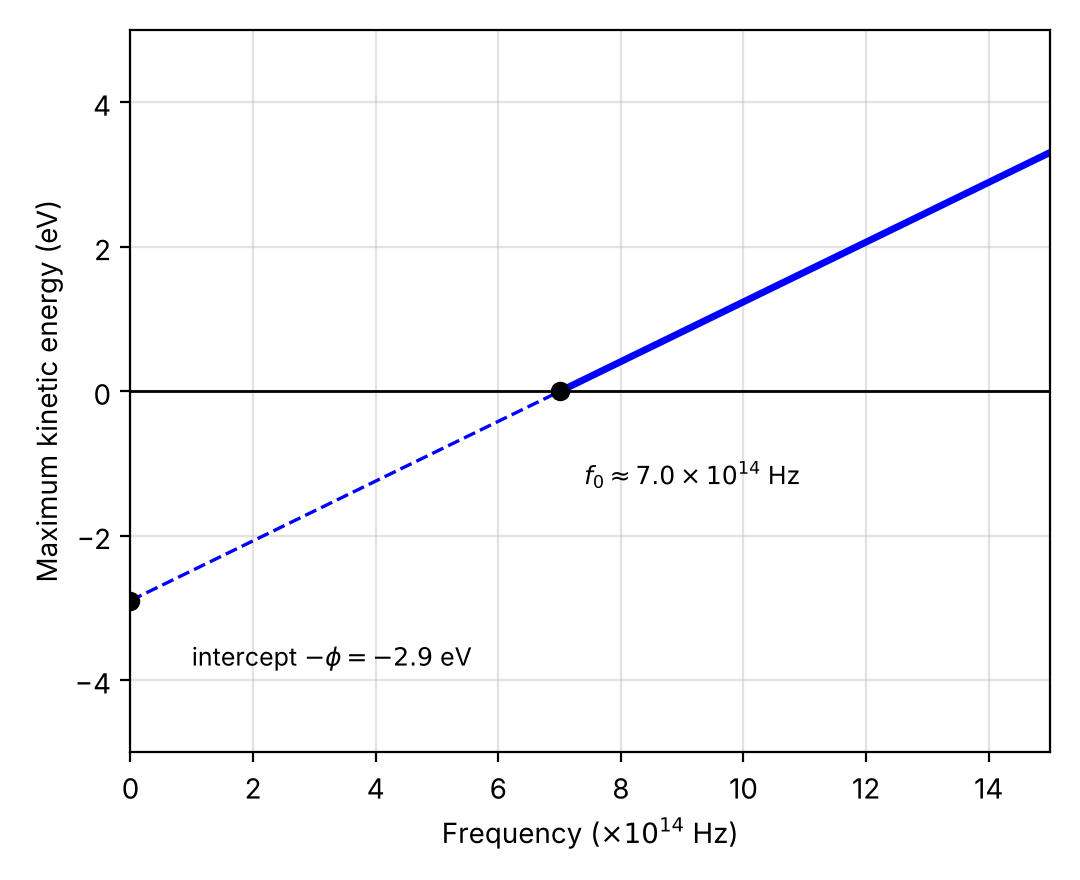 4
2
0
−2
−4
Maximum kinetic energy (eV)
f₀ ≈ 7.0 × 10¹⁴ Hz
intercept −ϕ = −2.9 eV
0 2 4 6 8 10 12 14
Frequency (×10¹⁴ Hz)